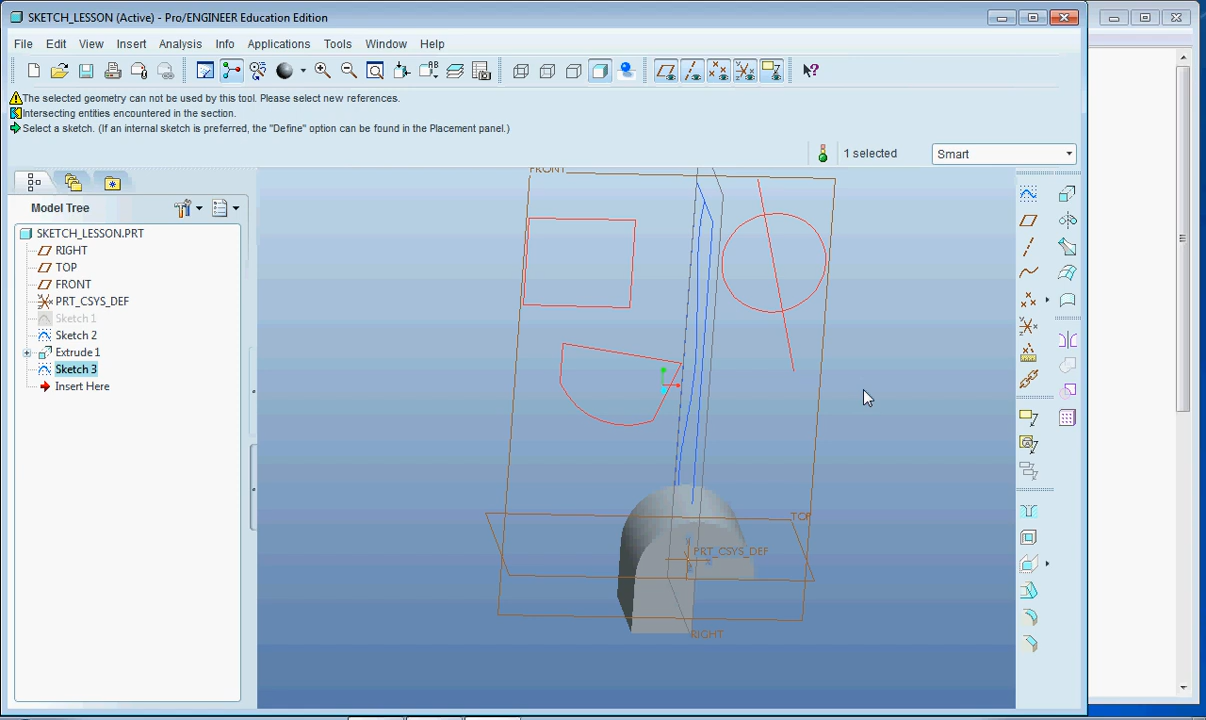 SKETCH_LESSON (Active) - Pro/ENGINEER Education Edition
File Edit View Insert Analysis Info Applications Tools Window Help
The selected geometry can not be used by this tool. Please select new references.
Intersecting entities encountered in the section.
Select a sketch. (If an internal sketch is preferred, the "Define" option can be found in the Placement panel.)
1 selected Smart
FRONT
Model Tree
SKETCH_LESSON.PRT
RIGHT
TOP
FRONT
PRT_CSYS_DEF
Sketch 1
Sketch 2
Extrude 1
Sketch 3
Insert Here
TOP
PRT_CSYS_DEF
RIGHT